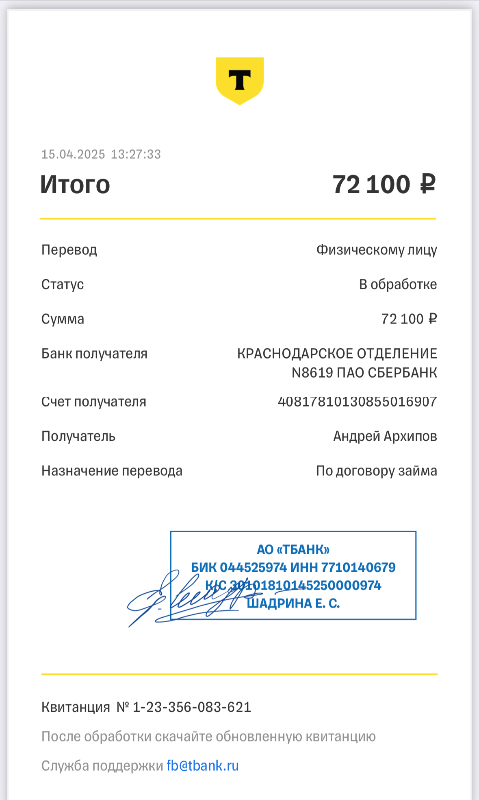 Т
15.04.2025 13:27:33
Итого 72 100 ₽
Перевод Физическому лицу
Статус В обработке
Сумма 72 100 ₽
Банк получателя КРАСНОДАРСКОЕ ОТДЕЛЕНИЕ
N8619 ПАО СБЕРБАНК
Счет получателя 40817810130855016907
Получатель Андрей Архипов
Назначение перевода По договору займа
АО «ТБАНК»
БИК 044525974 ИНН 7710140679
К/С 30101810145250000974
ШАДРИНА Е. С.
Квитанция № 1-23-356-083-621
После обработки скачайте обновленную квитанцию
Служба поддержки fb@tbank.ru